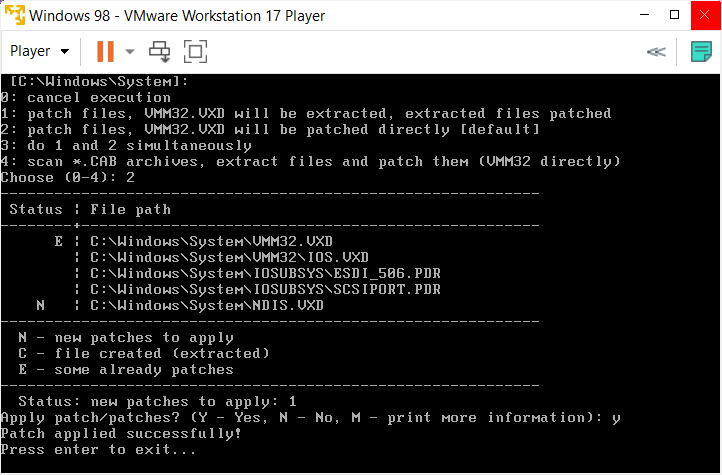 Windows 98 - VMware Workstation 17 Player
Player
[C:\Windows\System]:
0: cancel execution
1: patch files, VMM32.VXD will be extracted, extracted files patched
2: patch files, VMM32.VXD will be patched directly [default]
3: do 1 and 2 simultaneously
4: scan *.CAB archives, extract files and patch them (VMM32 directly)
Choose (0-4): 2
------------------------------------------------------------
Status ¦ File path
--------+---------------------------------------------------
E ¦ C:\Windows\System\VMM32.VXD
¦ C:\Windows\System\VMM32\IOS.VXD
¦ C:\Windows\System\IOSUBSYS\ESDI_506.PDR
¦ C:\Windows\System\IOSUBSYS\SCSIPORT.PDR
N ¦ C:\Windows\System\NDIS.VXD
------------------------------------------------------------
N - new patches to apply
C - file created (extracted)
E - some already patches
------------------------------------------------------------
Status: new patches to apply: 1
Apply patch/patches? (Y - Yes, N - No, M - print more information): y
Patch applied successfully!
Press enter to exit...